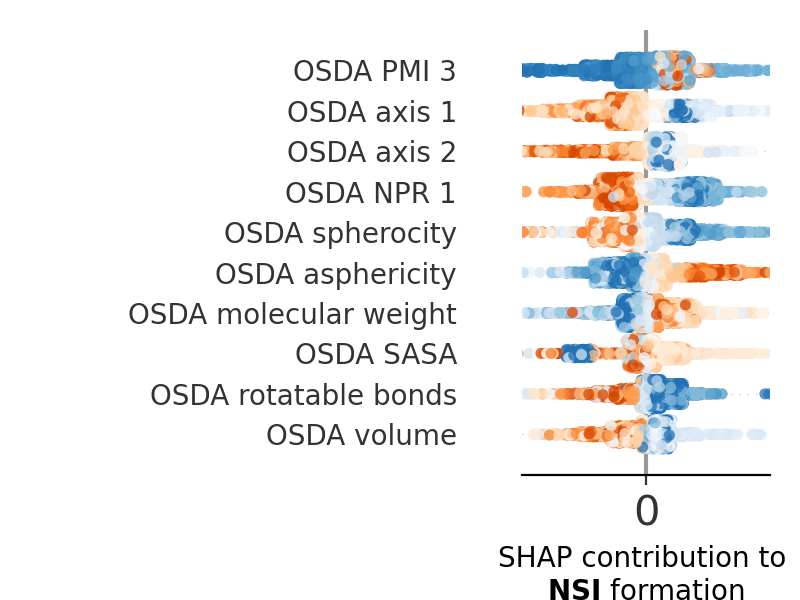 OSDA PMI 3
OSDA axis 1
OSDA axis 2
OSDA NPR 1
OSDA spherocity
OSDA asphericity
OSDA molecular weight
OSDA SASA
OSDA rotatable bonds
OSDA volume
0
SHAP contribution to
NSI formation